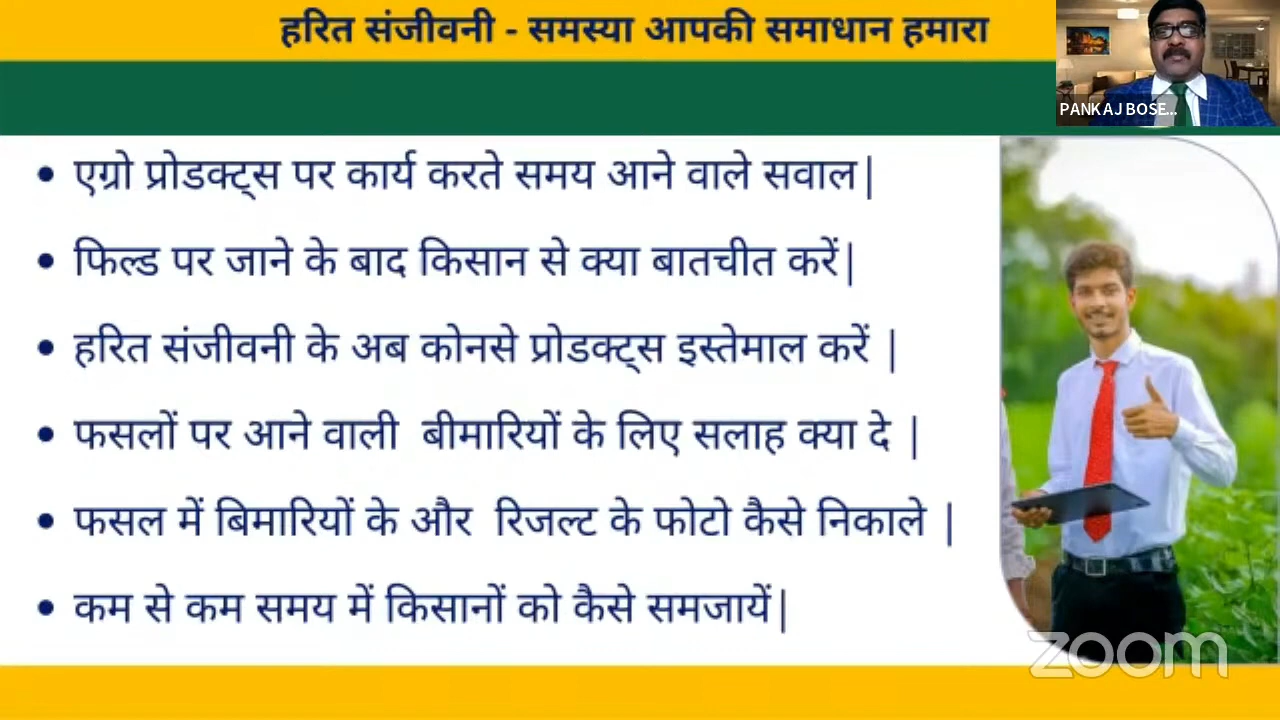 हरित संजीवनी - समस्या आपकी समाधान हमारा
PANKAJ BOSE...
• एग्रो प्रोडक्ट्स पर कार्य करते समय आने वाले सवाल|
• फिल्ड पर जाने के बाद किसान से क्या बातचीत करें|
• हरित संजीवनी के अब कोनसे प्रोडक्ट्स इस्तेमाल करें |
• फसलों पर आने वाली बीमारियों के लिए सलाह क्या दे |
• फसल में बिमारियों के और रिजल्ट के फोटो कैसे निकाले |
• कम से कम समय में किसानों को कैसे समजायें|
zoom